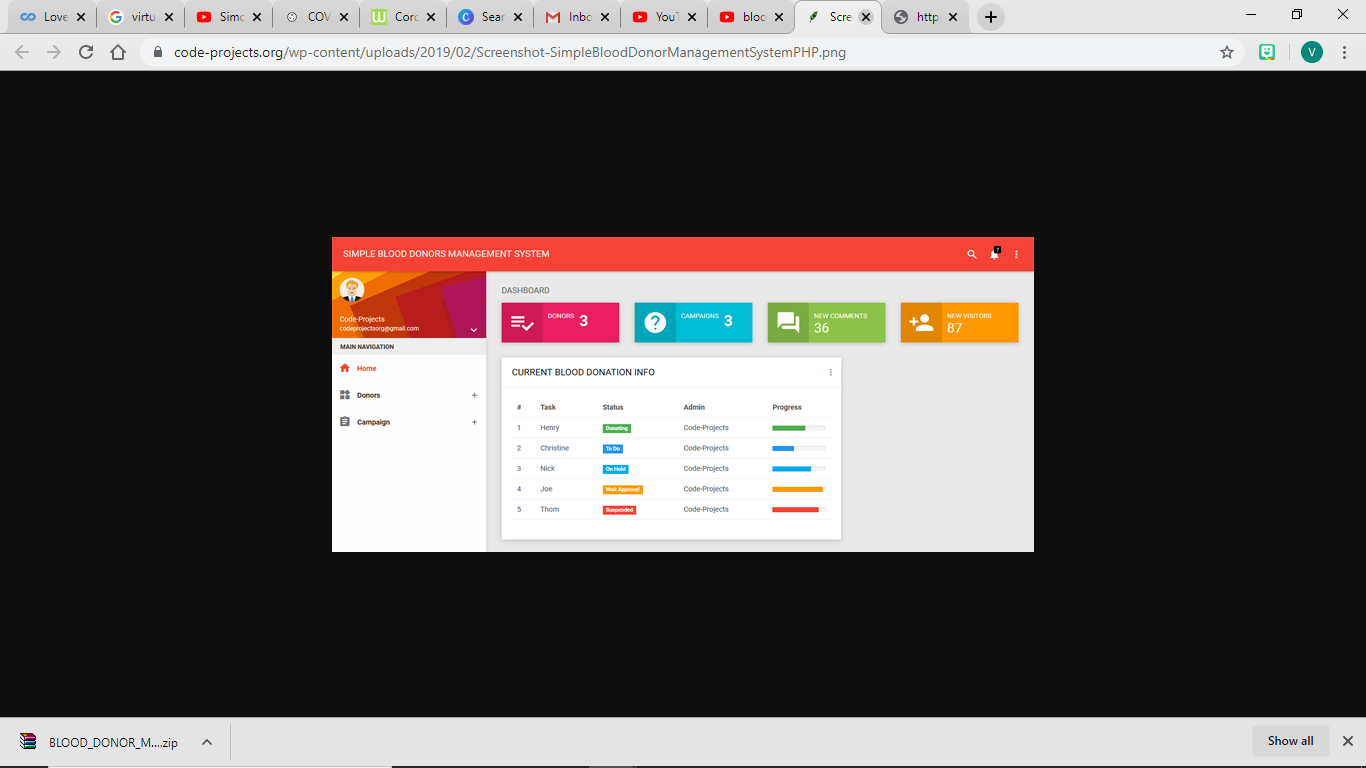 Love virtu Simc COV Corc Sear Inbo YouT bloc Scre http
code-projects.org/wp-content/uploads/2019/02/Screenshot-SimpleBloodDonorManagementSystemPHP.png
V
SIMPLE BLOOD DONORS MANAGEMENT SYSTEM
7
Code-Projects
codeprojectsorg@gmail.com
MAIN NAVIGATION
Home
Donors +
Campaign +
DASHBOARD
DONORS 3
CAMPAIGNS 3
NEW COMMENTS
36
NEW VISITORS
87
CURRENT BLOOD DONATION INFO
# Task Status Admin Progress
1 Henry Donating Code-Projects
2 Christine To Do Code-Projects
3 Nick On Hold Code-Projects
4 Joe Wait Approvel Code-Projects
5 Thom Suspended Code-Projects
BLOOD_DONOR_M....zip
Show all